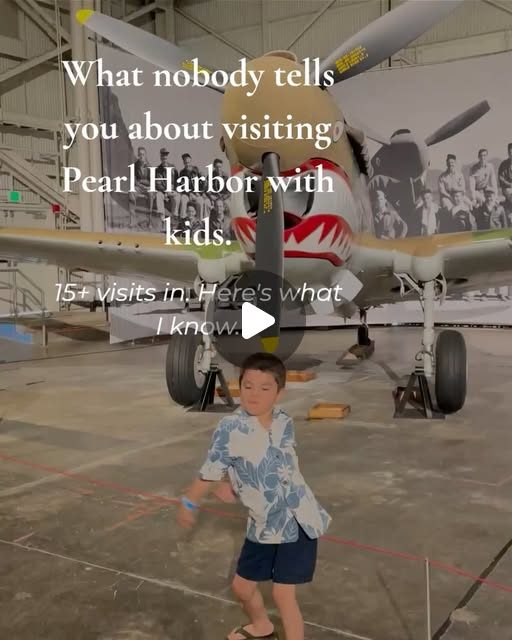 What nobody tells
you about visiting
Pearl Harbor with
kids.
15+ visits in. Here's what
I know.